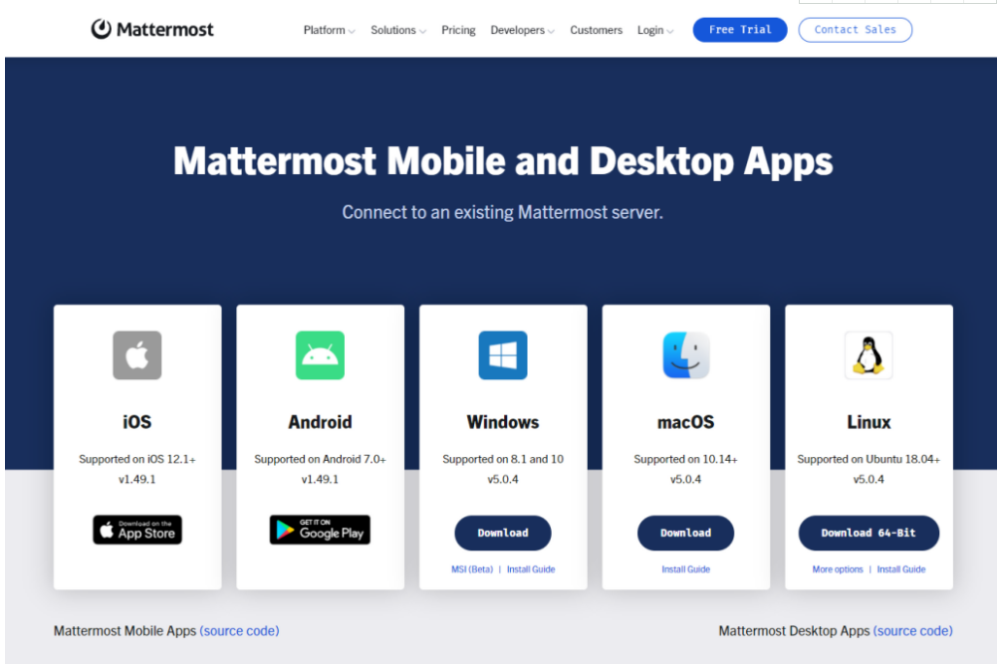 Mattermost
Platform Solutions Pricing Developers Customers Login Free Trial Contact Sales
Mattermost Mobile and Desktop Apps
Connect to an existing Mattermost server.
iOS
Supported on iOS 12.1+
v1.49.1
Download on the
App Store
Android
Supported on Android 7.0+
v1.49.1
GET IT ON
Google Play
Windows
Supported on 8.1 and 10
v5.0.4
Download
MSI (Beta) | Install Guide
macOS
Supported on 10.14+
v5.0.4
Download
Install Guide
Linux
Supported on Ubuntu 18.04+
v5.0.4
Download 64-Bit
More options | Install Guide
Mattermost Mobile Apps (source code)
Mattermost Desktop Apps (source code)